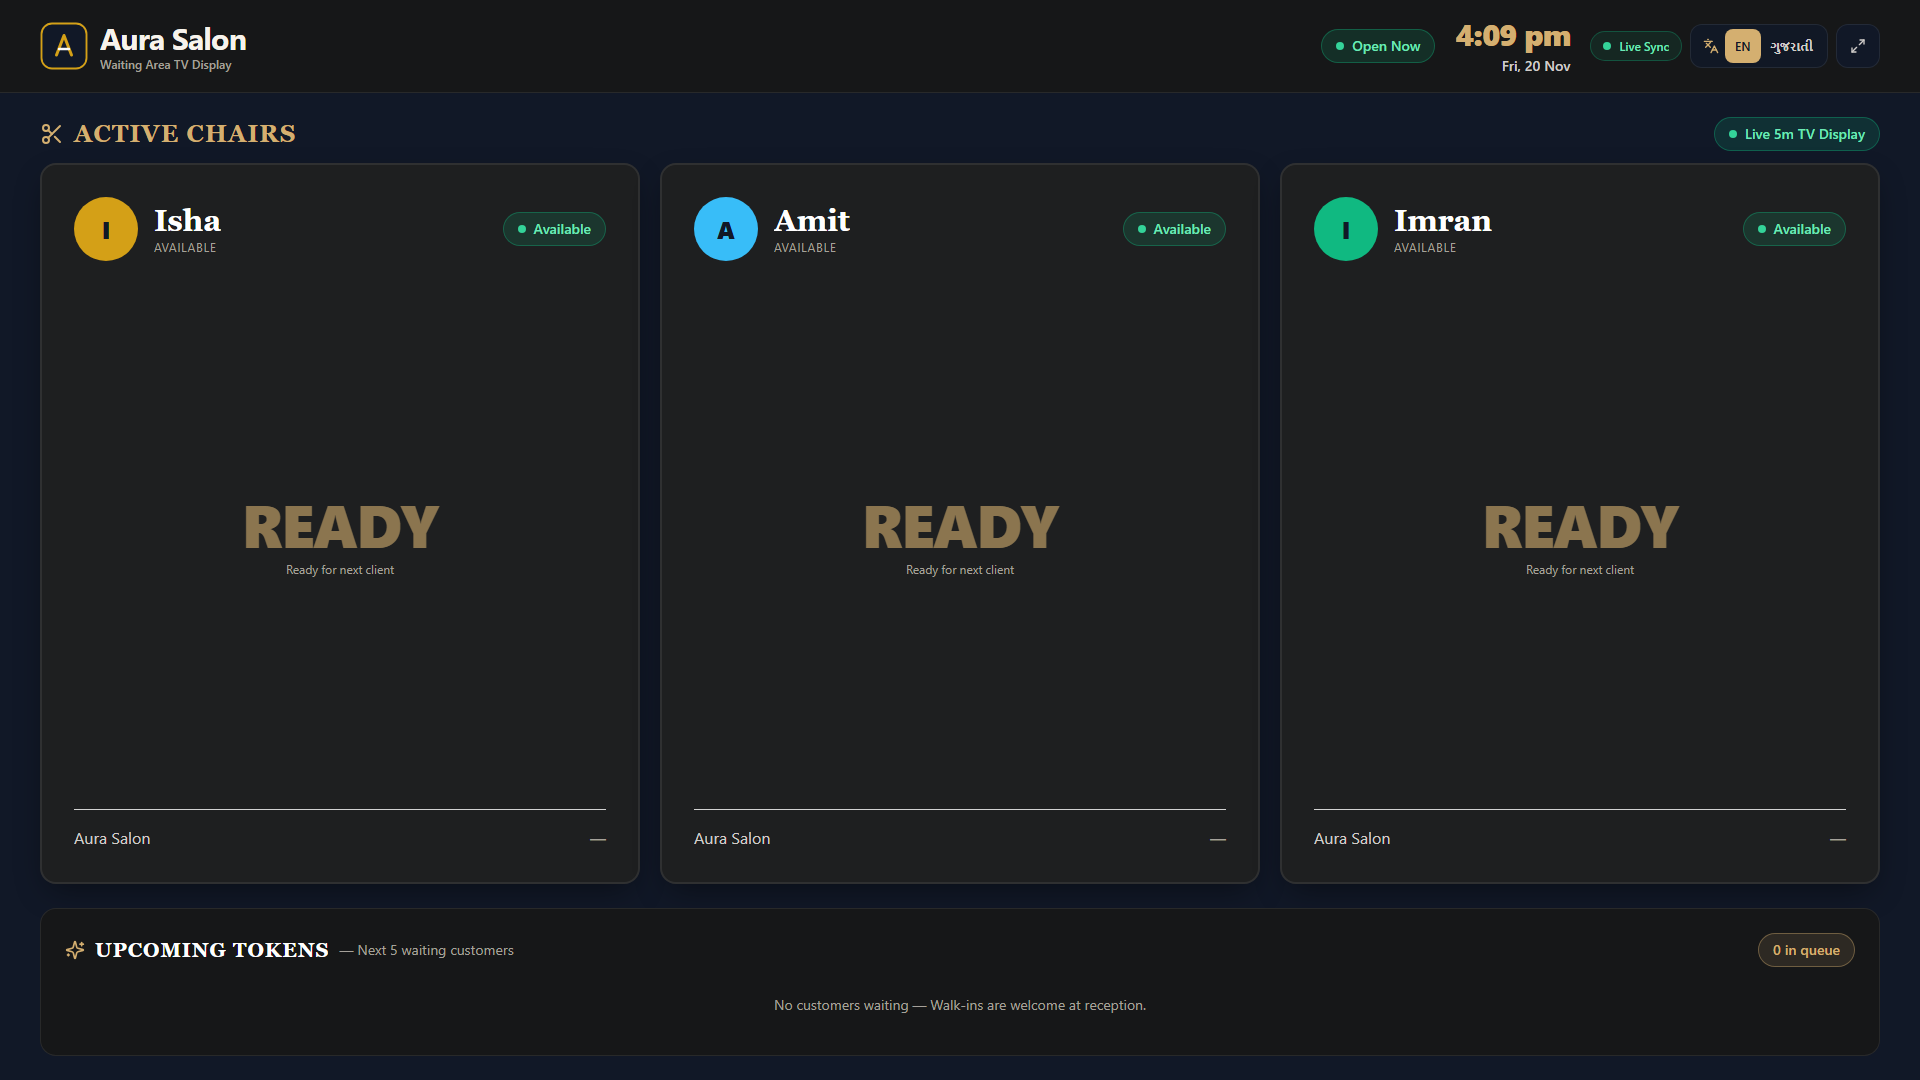 A
Aura Salon
Waiting Area TV Display
Open Now
4:09 pm
Fri, 20 Nov
Live Sync
EN
ગુજરાતી
ACTIVE CHAIRS
Live 5m TV Display
I
Isha
AVAILABLE
Available
READY
Ready for next client
Aura Salon
—
A
Amit
AVAILABLE
Available
READY
Ready for next client
Aura Salon
—
I
Imran
AVAILABLE
Available
READY
Ready for next client
Aura Salon
—
UPCOMING TOKENS — Next 5 waiting customers
0 in queue
No customers waiting — Walk-ins are welcome at reception.